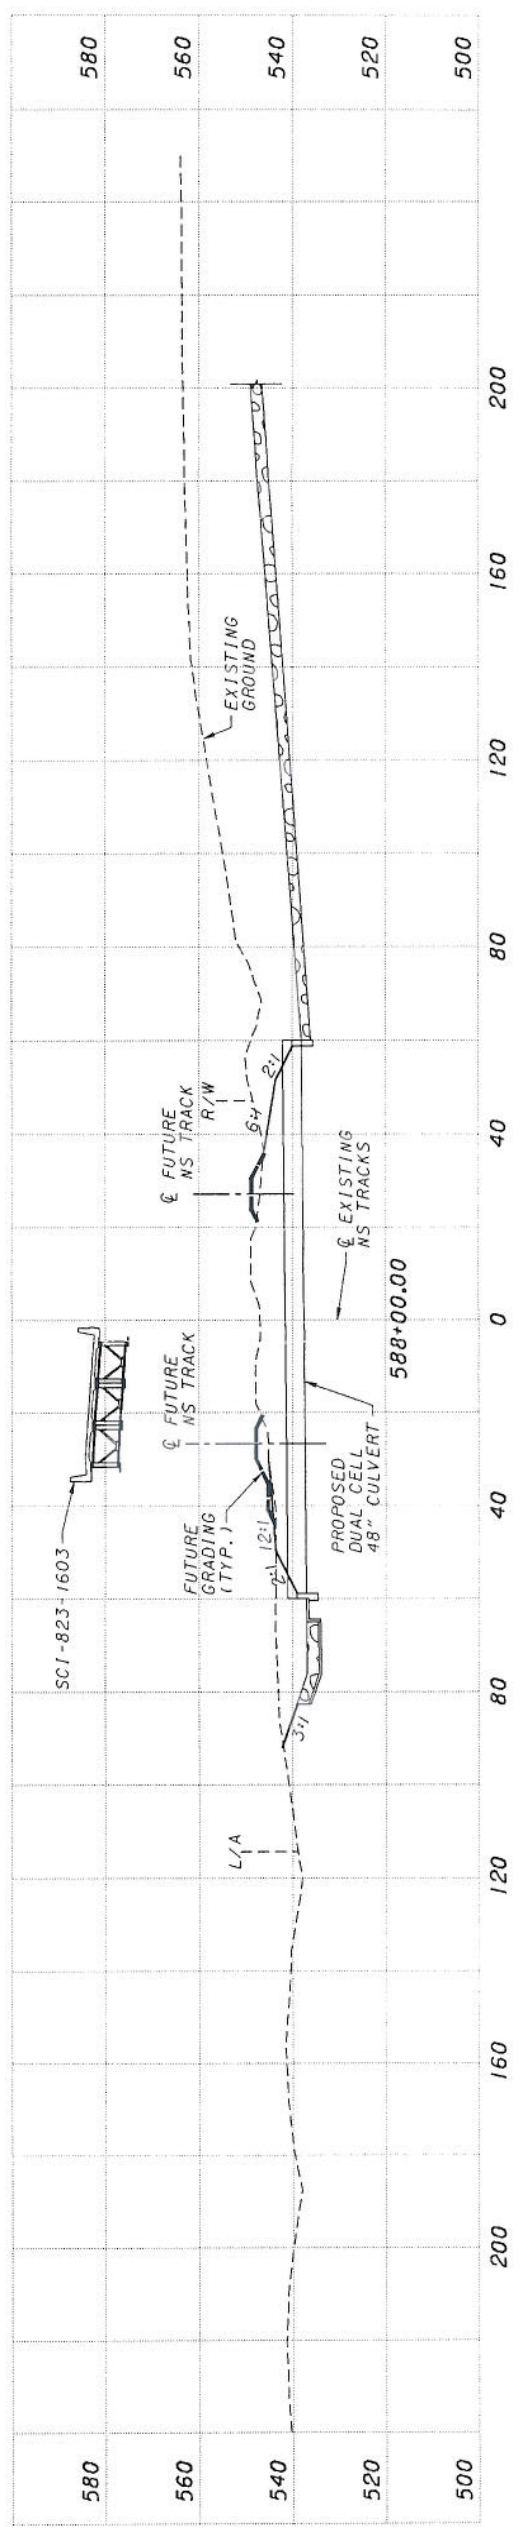 580
560
540
520
500
SCI-823-1603
℄ FUTURE
NS TRACK
℄ FUTURE
NS TRACK
R/W
FUTURE
GRADING
(TYP.)
L/A
3:1
2:1
12:1
6:1
2:1
EXISTING
GROUND
PROPOSED
DUAL CELL
48" CULVERT
℄ EXISTING
NS TRACKS
588+00.00
580
560
540
520
500
200
160
120
80
40
0
40
80
120
160
200